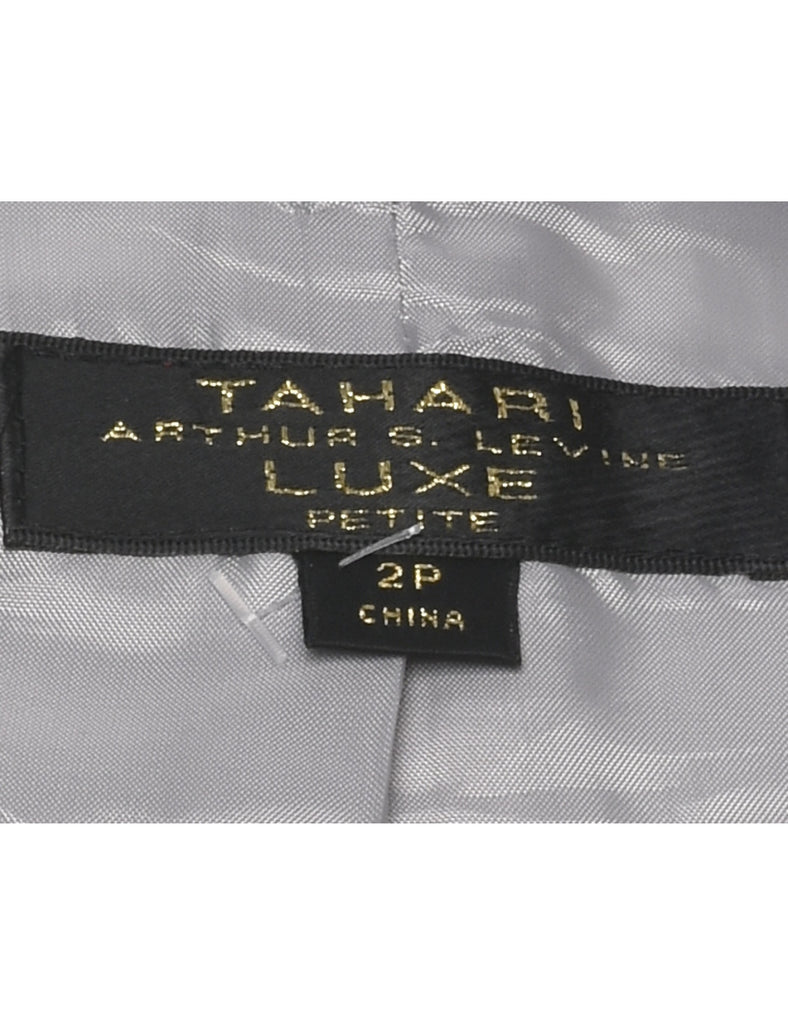 TAHARI
ARTHUR S. LEVINE
LUXE
PETITE
2P
CHINA